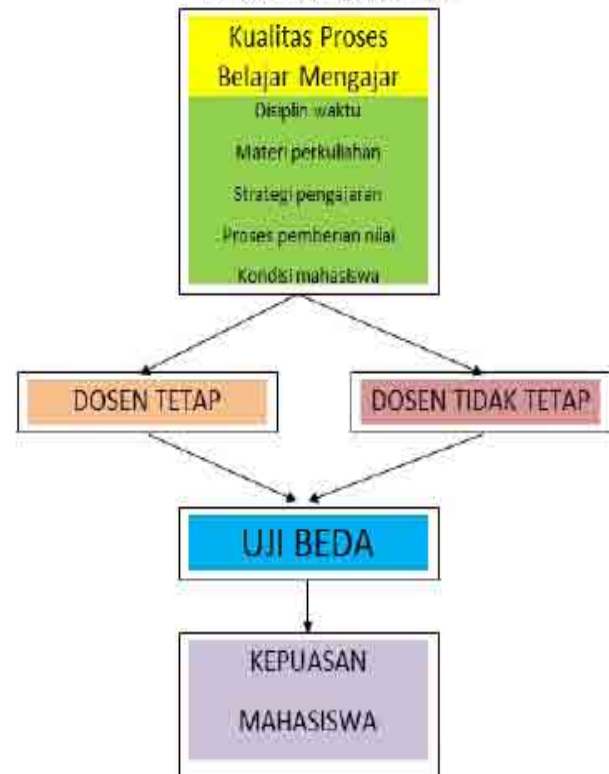 Kualitas Proses
Belajar Mengajar
Disiplin waktu
Materi perkuliahan
Strategi pengajaran
Proses pemberian nilai
Kondisi mahasiswa
DOSEN TETAP
DOSEN TIDAK TETAP
UJI BEDA
KEPUASAN
MAHASISWA